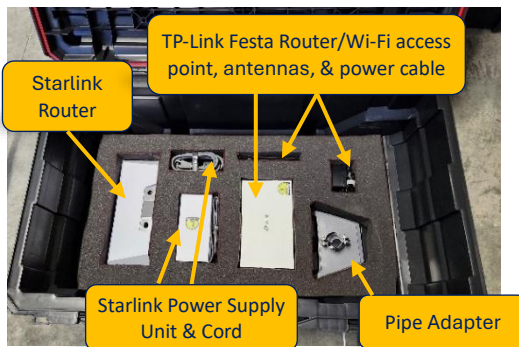 TP-Link Festa Router/Wi-Fi access
point, antennas, & power cable
Starlink
Router
Starlink Power Supply
Unit & Cord
Pipe Adapter